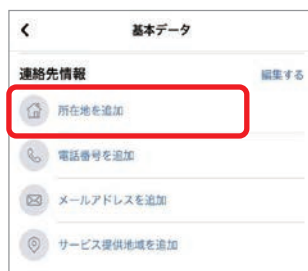 基本データ
連絡先情報 編集する
所在地を追加
電話番号を追加
メールアドレスを追加
サービス提供地域を追加